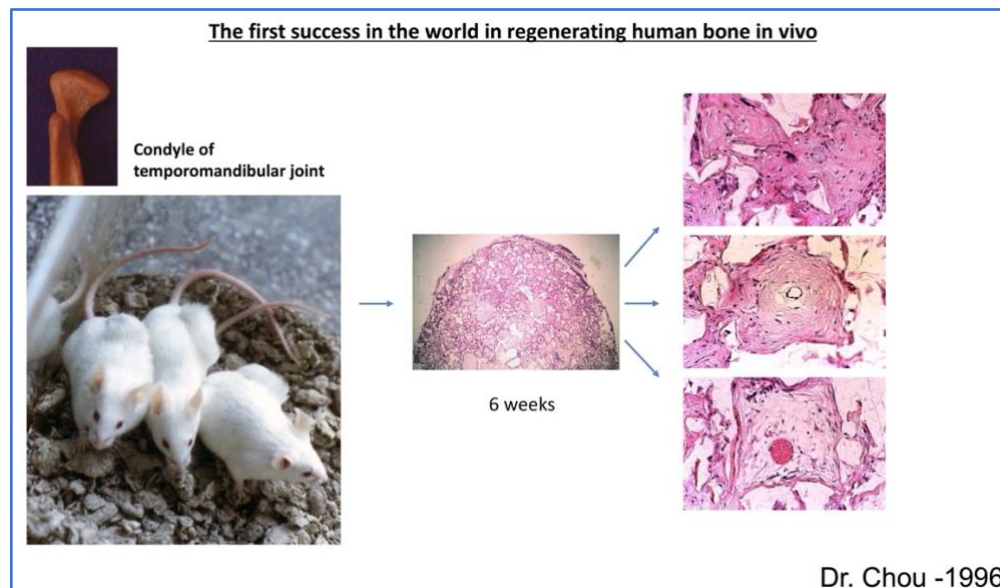 The first success in the world in regenerating human bone in vivo
Condyle of
temporomandibular joint
6 weeks
Dr. Chou -1996